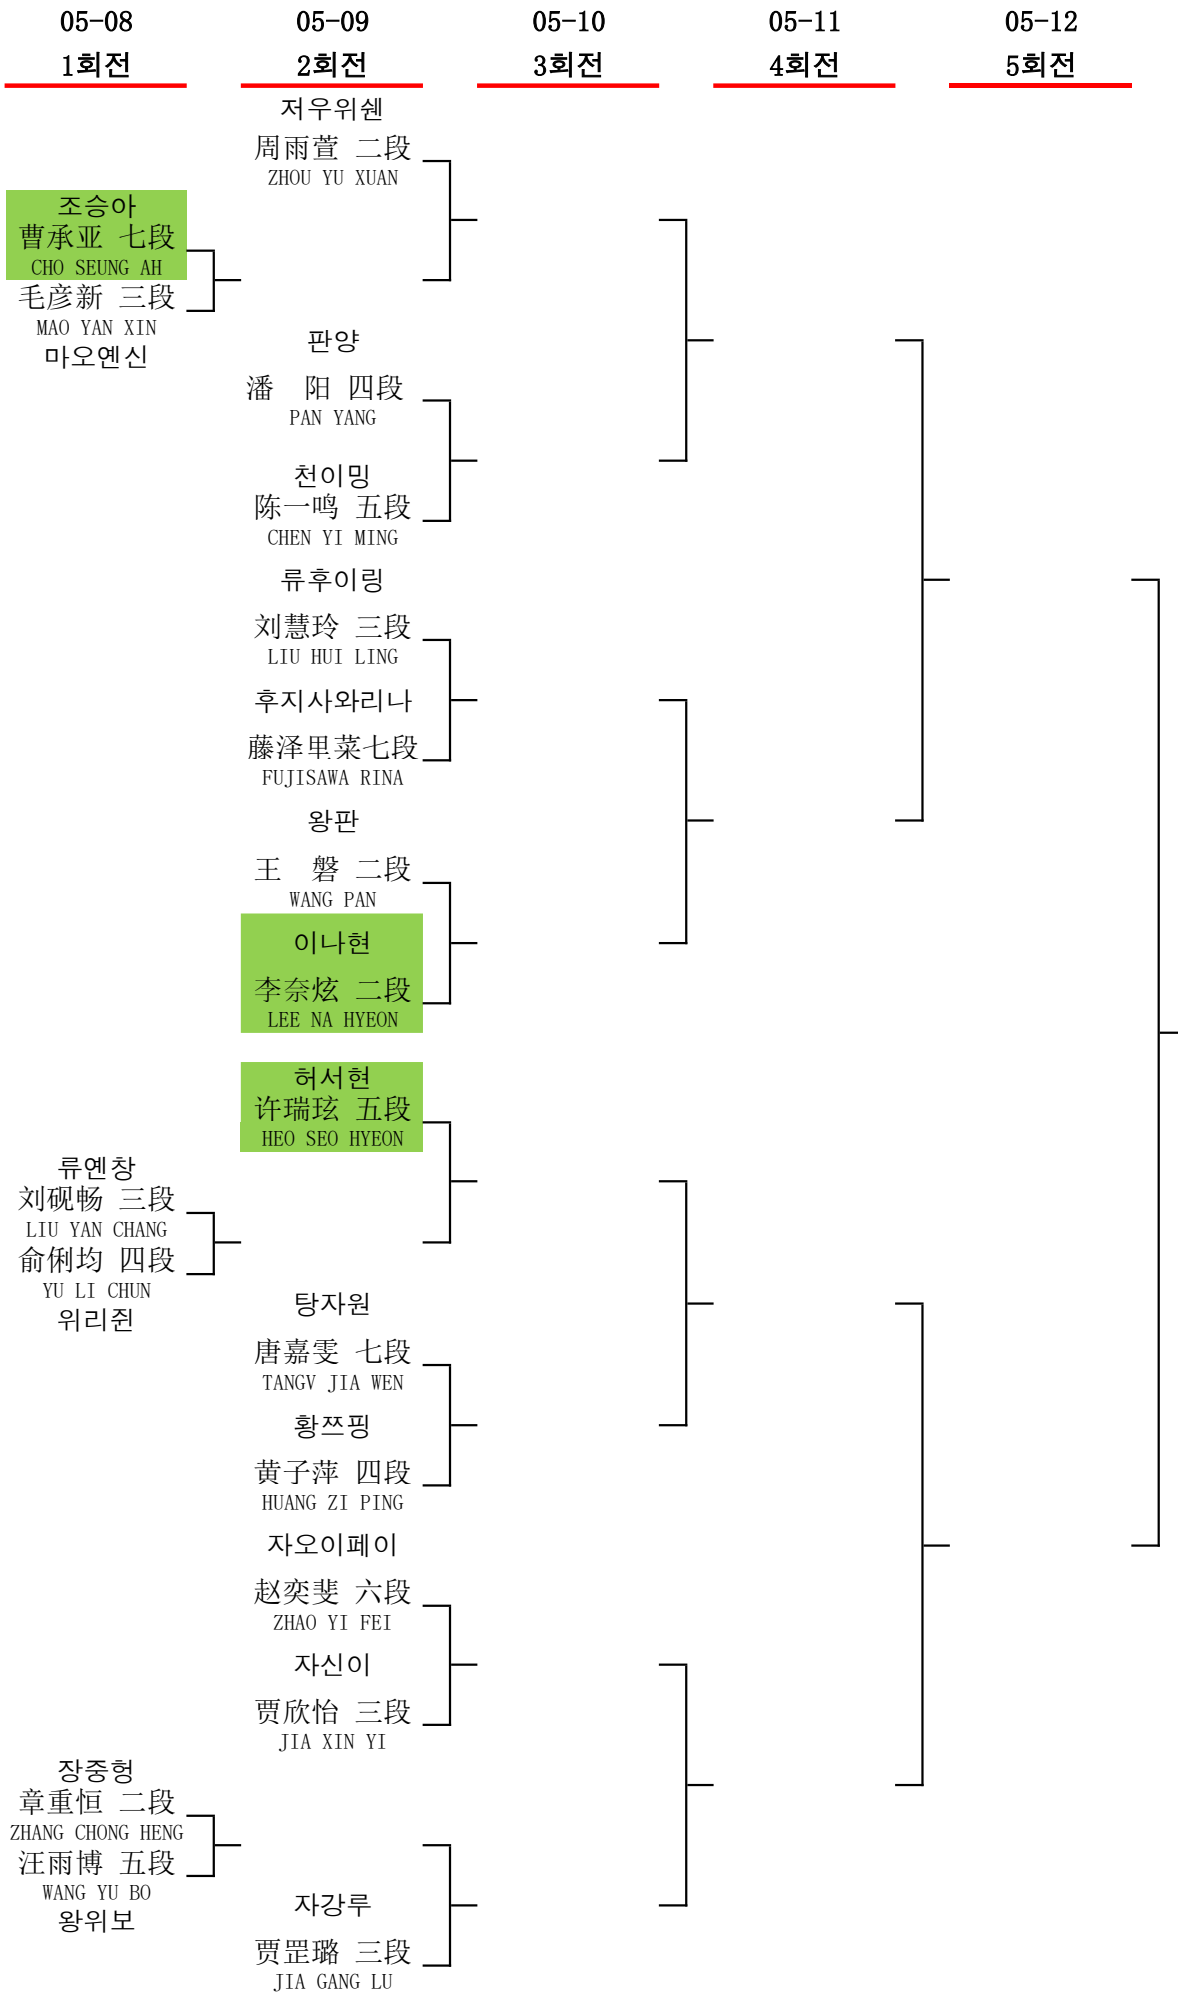 05-08 05-09 05-10 05-11 05-12
1회전 2회전 3회전 4회전 5회전
저우위쉔
周雨萱 二段
ZHOU YU XUAN
조승아
曹承亚 七段
CHO SEUNG AH
毛彦新 三段
MAO YAN XIN
마오옌신
판양
潘 阳 四段
PAN YANG
천이밍
陈一鸣 五段
CHEN YI MING
류후이링
刘慧玲 三段
LIU HUI LING
후지사와리나
藤泽里菜七段
FUJISAWA RINA
왕판
王 磐 二段
WANG PAN
이나현
李奈炫 二段
LEE NA HYEON
허서현
许瑞玹 五段
HEO SEO HYEON
류옌창
刘砚畅 三段
LIU YAN CHANG
俞俐均 四段
YU LI CHUN
위리쥔
탕자원
唐嘉雯 七段
TANGV JIA WEN
황쯔핑
黄子萍 四段
HUANG ZI PING
자오이페이
赵奕斐 六段
ZHAO YI FEI
자신이
贾欣怡 三段
JIA XIN YI
장중헝
章重恒 二段
ZHANG CHONG HENG
汪雨博 五段
WANG YU BO
왕위보
자강루
贾罡璐 三段
JIA GANG LU